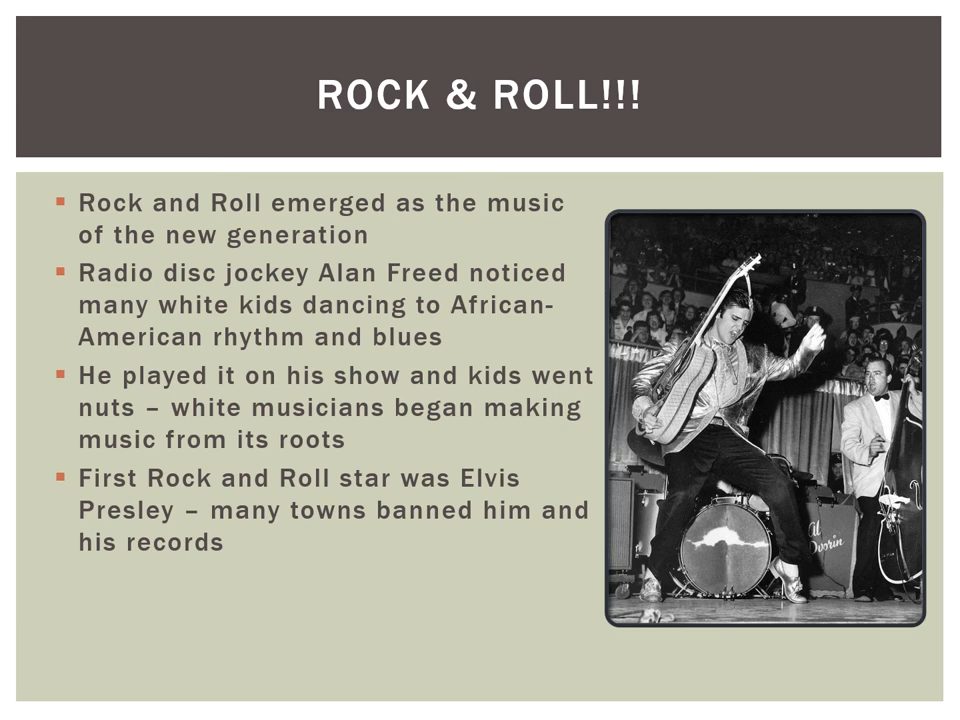 ROCK & ROLL!!!
Rock and Roll emerged as the music
of the new generation
Radio disc jockey Alan Freed noticed
many white kids dancing to African-
American rhythm and blues
He played it on his show and kids went
nuts – white musicians began making
music from its roots
First Rock and Roll star was Elvis
Presley – many towns banned him and
his records
Al
Dvorin